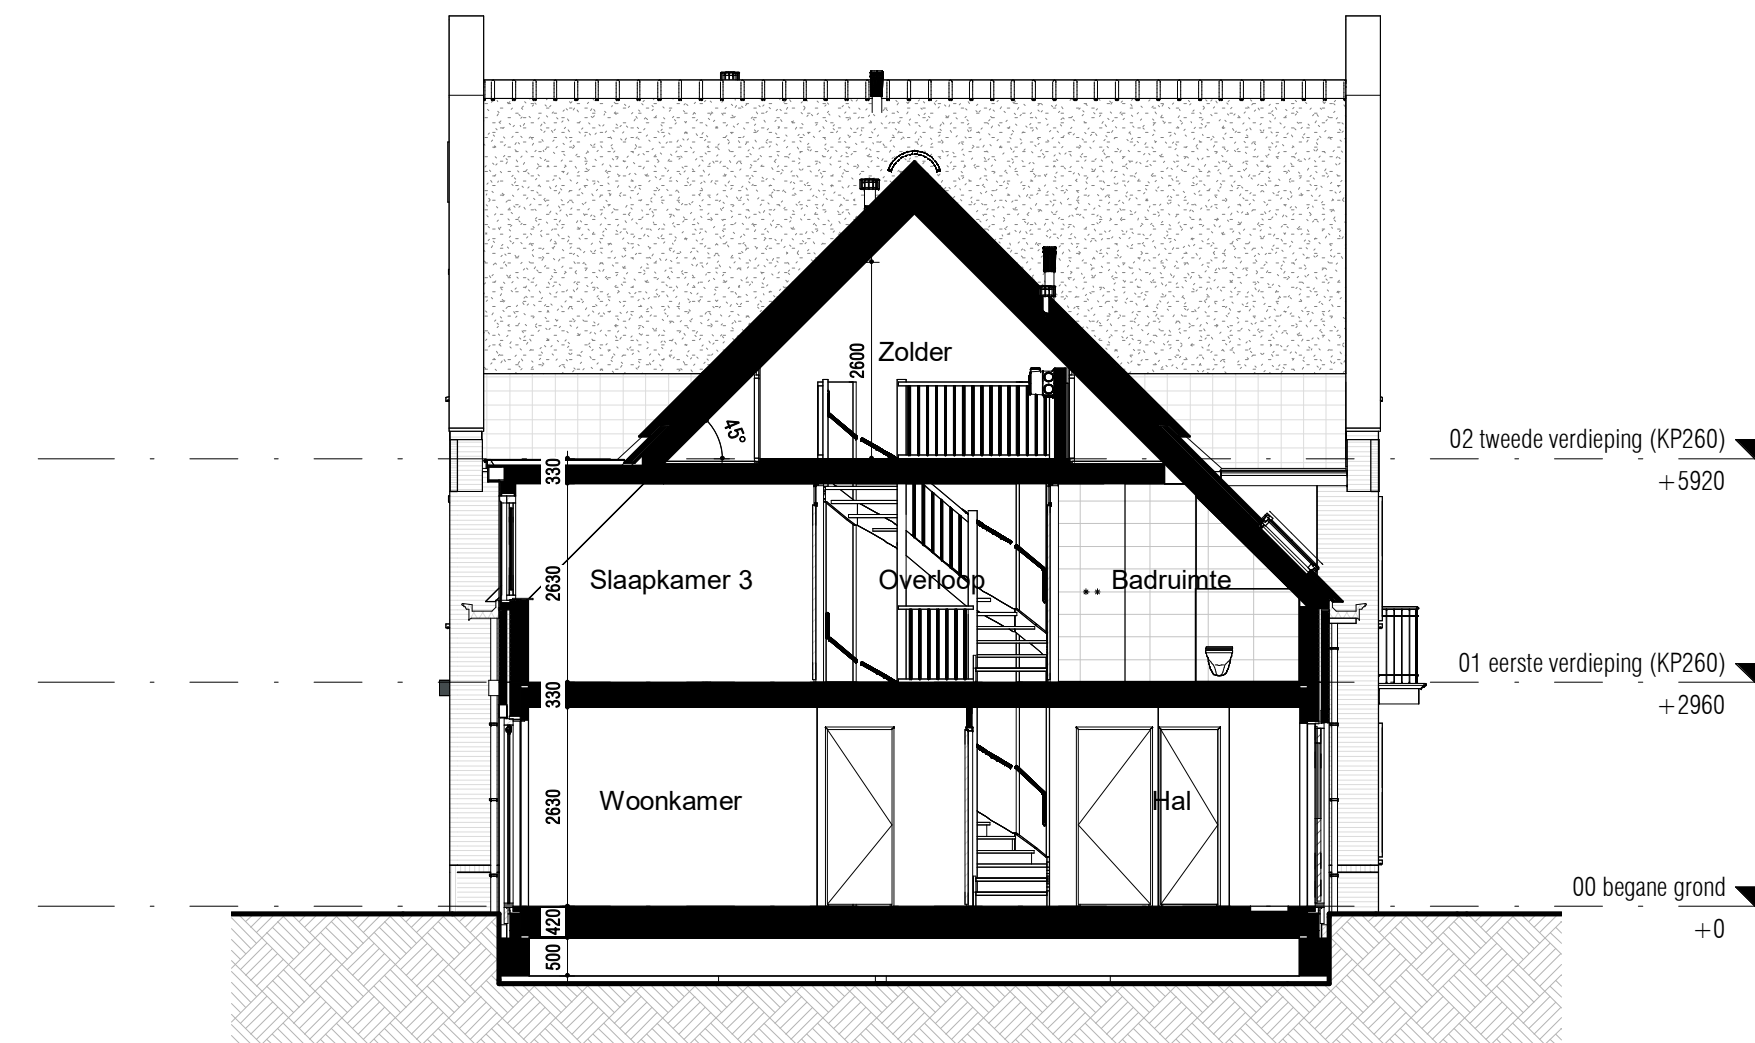 Zolder
2600
45°
02 tweede verdieping (KP260)
+5920
330
Slaapkamer 3
Overloop
Badruimte
2630
01 eerste verdieping (KP260)
+2960
330
Woonkamer
Hal
2630
00 begane grond
+0
420
500